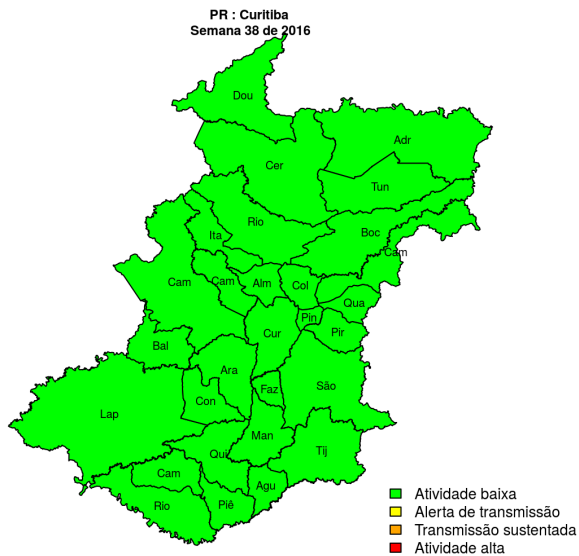 PR : Curitiba
Semana 38 de 2016
Dou
Adr
Cer
Tun
Rio
Boc
Ita
Cam
Cam
Cam
Alm
Col
Qua
Pin
Cur
Pir
Bal
Ara
São
Faz
Con
Lap
Man
Tij
Qui
Cam
Agu
Rio
Piê
Atividade baixa
Alerta de transmissão
Transmissão sustentada
Atividade alta